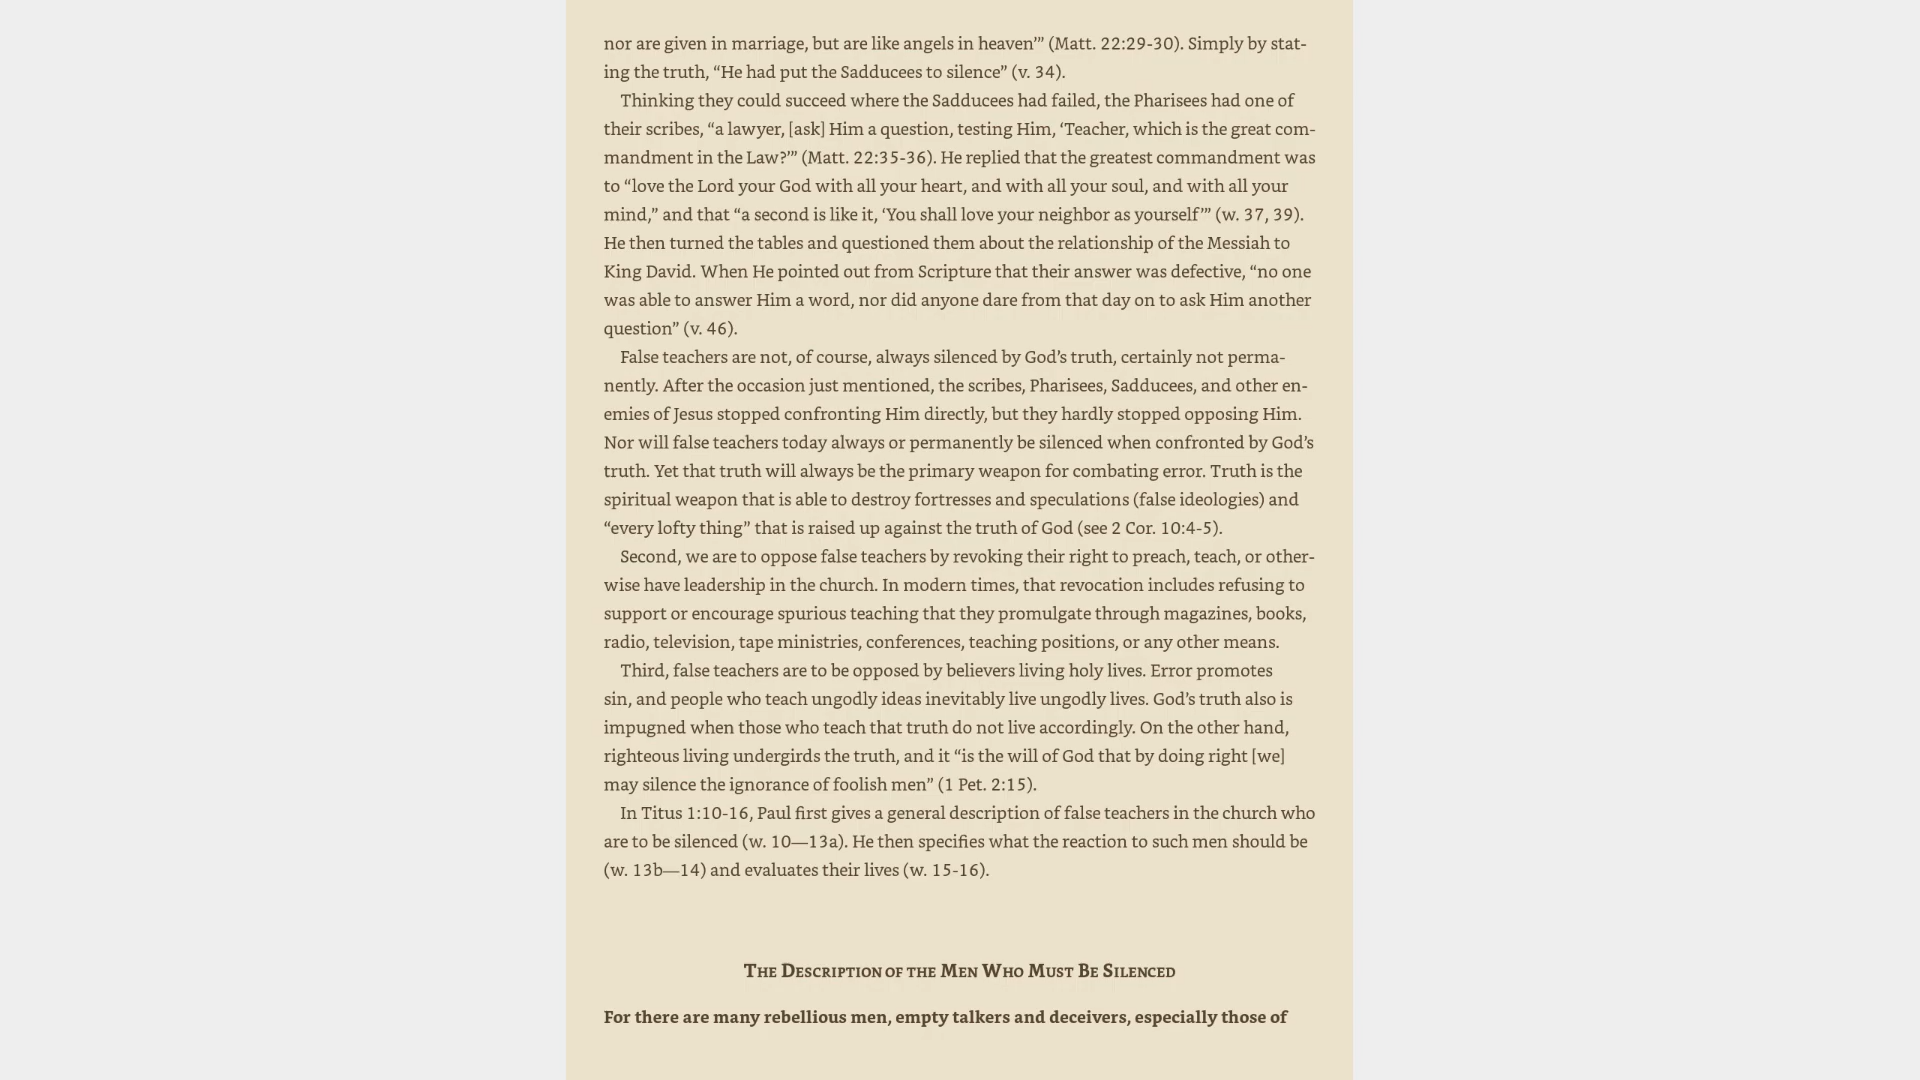 nor are given in marriage, but are like angels in heaven’” (Matt. 22:29-30). Simply by stat-
ing the truth, “He had put the Sadducees to silence” (v. 34).
Thinking they could succeed where the Sadducees had failed, the Pharisees had one of
their scribes, “a lawyer, [ask] Him a question, testing Him, ‘Teacher, which is the great com-
mandment in the Law?’” (Matt. 22:35-36). He replied that the greatest commandment was
to “love the Lord your God with all your heart, and with all your soul, and with all your
mind,” and that “a second is like it, ‘You shall love your neighbor as yourself’” (w. 37, 39).
He then turned the tables and questioned them about the relationship of the Messiah to
King David. When He pointed out from Scripture that their answer was defective, “no one
was able to answer Him a word, nor did anyone dare from that day on to ask Him another
question” (v. 46).
False teachers are not, of course, always silenced by God’s truth, certainly not perma-
nently. After the occasion just mentioned, the scribes, Pharisees, Sadducees, and other en-
emies of Jesus stopped confronting Him directly, but they hardly stopped opposing Him.
Nor will false teachers today always or permanently be silenced when confronted by God’s
truth. Yet that truth will always be the primary weapon for combating error. Truth is the
spiritual weapon that is able to destroy fortresses and speculations (false ideologies) and
“every lofty thing” that is raised up against the truth of God (see 2 Cor. 10:4-5).
Second, we are to oppose false teachers by revoking their right to preach, teach, or other-
wise have leadership in the church. In modern times, that revocation includes refusing to
support or encourage spurious teaching that they promulgate through magazines, books,
radio, television, tape ministries, conferences, teaching positions, or any other means.
Third, false teachers are to be opposed by believers living holy lives. Error promotes
sin, and people who teach ungodly ideas inevitably live ungodly lives. God’s truth also is
impugned when those who teach that truth do not live accordingly. On the other hand,
righteous living undergirds the truth, and it “is the will of God that by doing right [we]
may silence the ignorance of foolish men” (1 Pet. 2:15).
In Titus 1:10-16, Paul first gives a general description of false teachers in the church who
are to be silenced (w. 10—13a). He then specifies what the reaction to such men should be
(w. 13b—14) and evaluates their lives (w. 15-16).
The Description of the Men Who Must Be Silenced
For there are many rebellious men, empty talkers and deceivers, especially those of